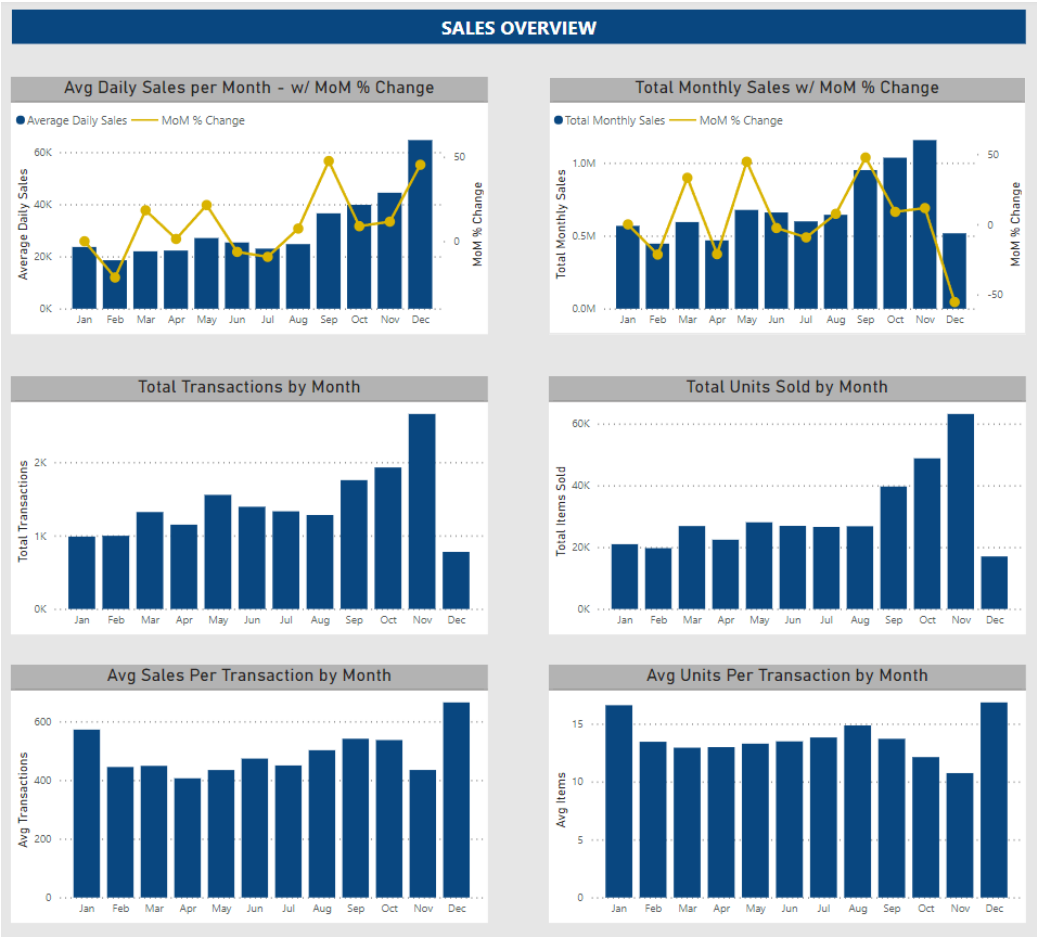 SALES OVERVIEW
Avg Daily Sales per Month - w/ MoM % Change
Average Daily Sales MoM % Change
60K
40K
20K
0K
Average Daily Sales
50
0
MoM % Change
Jan Feb Mar Apr May Jun Jul Aug Sep Oct Nov Dec
Total Monthly Sales w/ MoM % Change
Total Monthly Sales MoM % Change
1.0M
0.5M
0.0M
Total Monthly Sales
50
0
-50
MoM % Change
Jan Feb Mar Apr May Jun Jul Aug Sep Oct Nov Dec
Total Transactions by Month
2K
1K
0K
Total Transactions
Jan Feb Mar Apr May Jun Jul Aug Sep Oct Nov Dec
Total Units Sold by Month
60K
40K
20K
0K
Total Items Sold
Jan Feb Mar Apr May Jun Jul Aug Sep Oct Nov Dec
Avg Sales Per Transaction by Month
600
400
200
0
Avg Transactions
Jan Feb Mar Apr May Jun Jul Aug Sep Oct Nov Dec
Avg Units Per Transaction by Month
15
10
5
0
Avg Items
Jan Feb Mar Apr May Jun Jul Aug Sep Oct Nov Dec